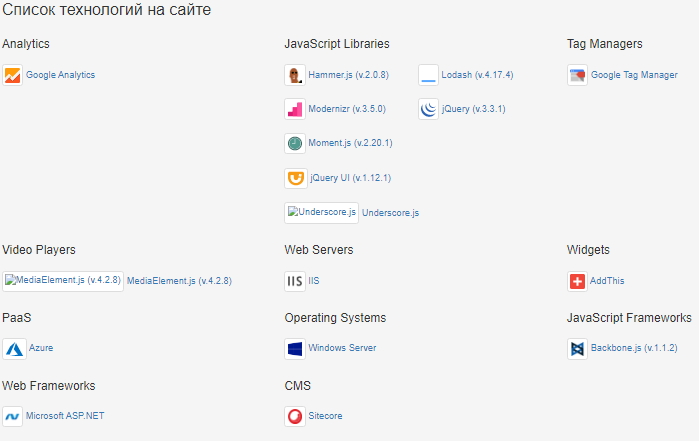 Список технологий на сайте
Analytics
Google Analytics
JavaScript Libraries
Hammer.js (v.2.0.8)
Lodash (v.4.17.4)
Modernizr (v.3.5.0)
jQuery (v.3.3.1)
Moment.js (v.2.20.1)
jQuery UI (v.1.12.1)
Underscore.js Underscore.js
Tag Managers
Google Tag Manager
Video Players
MediaElement.js (v.4.2.8) MediaElement.js (v.4.2.8)
Web Servers
IIS IIS
Widgets
AddThis
PaaS
Azure
Operating Systems
Windows Server
JavaScript Frameworks
Backbone.js (v.1.1.2)
Web Frameworks
Microsoft ASP.NET
CMS
Sitecore